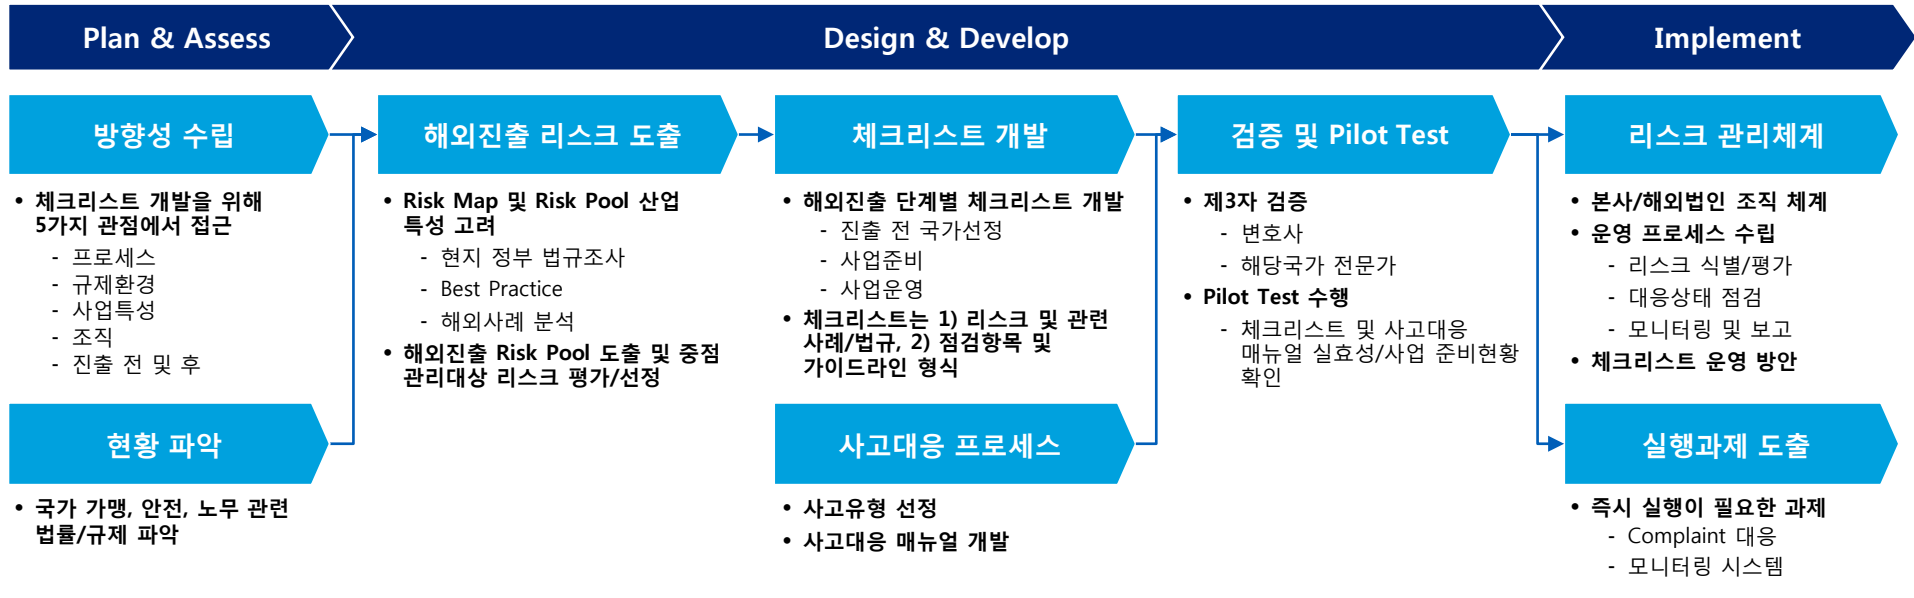 Plan & Assess
Design & Develop
Implement
방향성 수립
• 체크리스트 개발을 위해
5가지 관점에서 접근
- 프로세스
- 규제환경
- 사업특성
- 조직
- 진출 전 및 후
현황 파악
• 국가 가맹, 안전, 노무 관련
법률/규제 파악
해외진출 리스크 도출
• Risk Map 및 Risk Pool 산업
특성 고려
- 현지 정부 법규조사
- Best Practice
- 해외사례 분석
• 해외진출 Risk Pool 도출 및 중점
관리대상 리스크 평가/선정
체크리스트 개발
• 해외진출 단계별 체크리스트 개발
- 진출 전 국가선정
- 사업준비
- 사업운영
• 체크리스트는 1) 리스크 및 관련
사례/법규, 2) 점검항목 및
가이드라인 형식
사고대응 프로세스
• 사고유형 선정
• 사고대응 매뉴얼 개발
검증 및 Pilot Test
• 제3자 검증
- 변호사
- 해당국가 전문가
• Pilot Test 수행
- 체크리스트 및 사고대응
매뉴얼 실효성/사업 준비현황
확인
리스크 관리체계
• 본사/해외법인 조직 체계
• 운영 프로세스 수립
- 리스크 식별/평가
- 대응상태 점검
- 모니터링 및 보고
• 체크리스트 운영 방안
실행과제 도출
• 즉시 실행이 필요한 과제
- Complaint 대응
- 모니터링 시스템